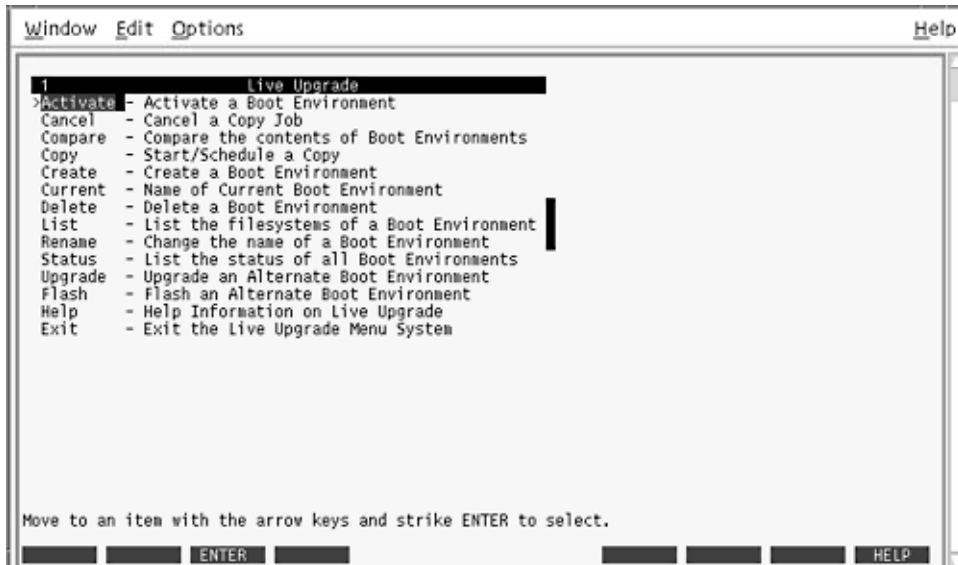 Window Edit Options Help
1 Live Upgrade
>Activate - Activate a Boot Environment
Cancel - Cancel a Copy Job
Compare - Compare the contents of Boot Environments
Copy - Start/Schedule a Copy
Create - Create a Boot Environment
Current - Name of Current Boot Environment
Delete - Delete a Boot Environment
List - List the filesystems of a Boot Environment
Rename - Change the name of a Boot Environment
Status - List the status of all Boot Environments
Upgrade - Upgrade an Alternate Boot Environment
Flash - Flash an Alternate Boot Environment
Help - Help Information on Live Upgrade
Exit - Exit the Live Upgrade Menu System
Move to an item with the arrow keys and strike ENTER to select.
ENTER HELP